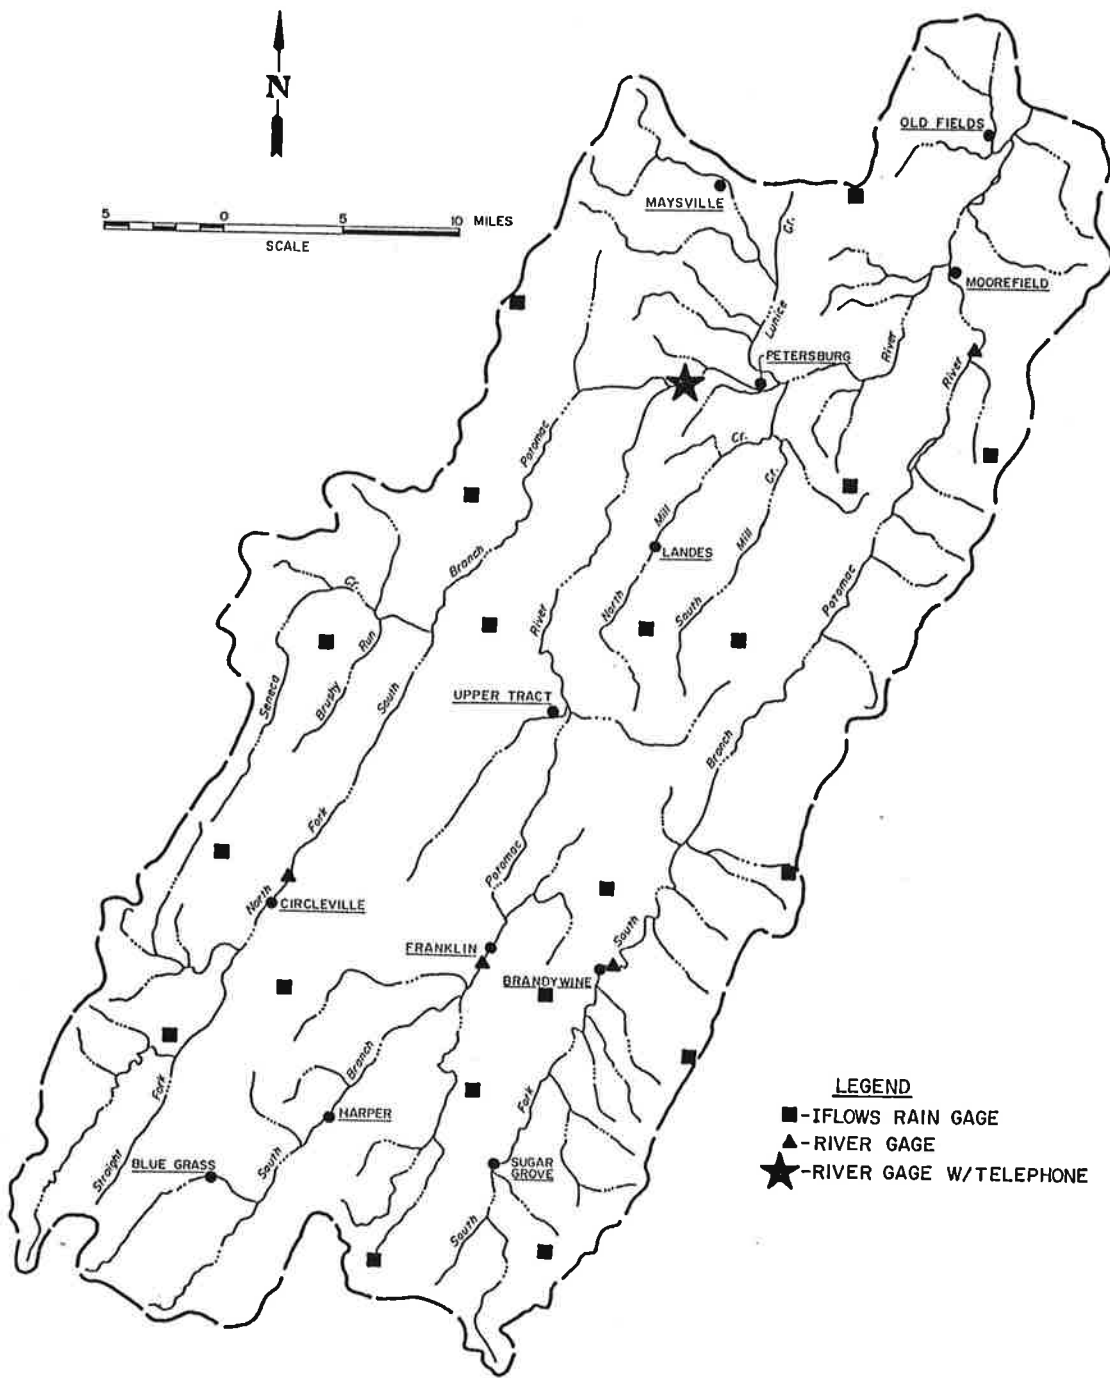 N
5 0 5 10 MILES
SCALE
OLD FIELDS
MAYSVILLE
Cr.
MOOREFIELD
Lunice
River
PETERSBURG
River
Potomac
Cr.
Cr.
Mill
LANDES
Mill
Branch
Potomac
North
South
River
Cr.
Run
Seneca
Brushy
South
UPPER TRACT
Branch
Fork
Potomac
North
CIRCLEVILLE
South
FRANKLIN
BRANDYWINE
Branch
Fork
Fork
HARPER
LEGEND
-IFLOWS RAIN GAGE
-RIVER GAGE
-RIVER GAGE W/TELEPHONE
BLUE GRASS
Straight
South
SUGAR
GROVE
South